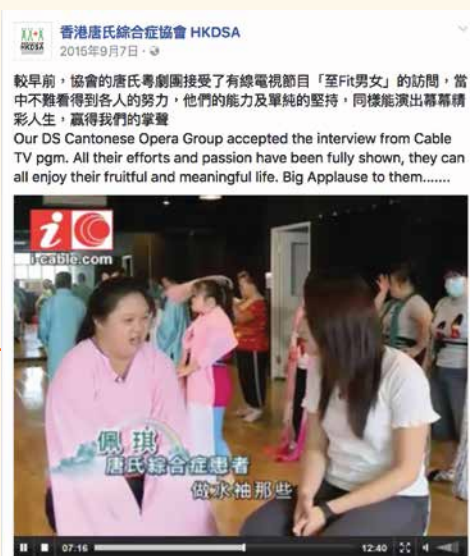 香港唐氏綜合症協會 HKDSA
HKDSA
2015年9月7日 ·
較早前，協會的唐氏粵劇團接受了有線電視節目「至Fit男女」的訪問，當
中不難看得到各人的努力，他們的能力及單純的堅持，同樣能演出幕幕精
彩人生，贏得我們的掌聲
Our DS Cantonese Opera Group accepted the interview from Cable
TV pgm. All their efforts and passion have been fully shown, they can
all enjoy their fruitful and meaningful life. Big Applause to them.......
i-cable.com
佩琪
唐氏綜合症患者
做水袖那些
07:16
12:40